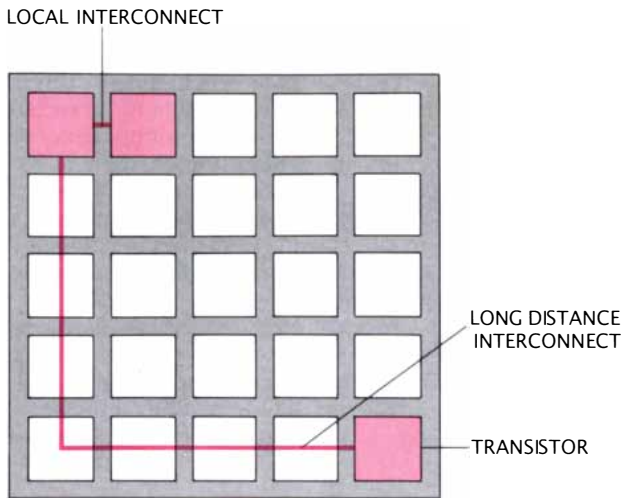 LOCAL INTERCONNECT
LONG DISTANCE
INTERCONNECT
TRANSISTOR